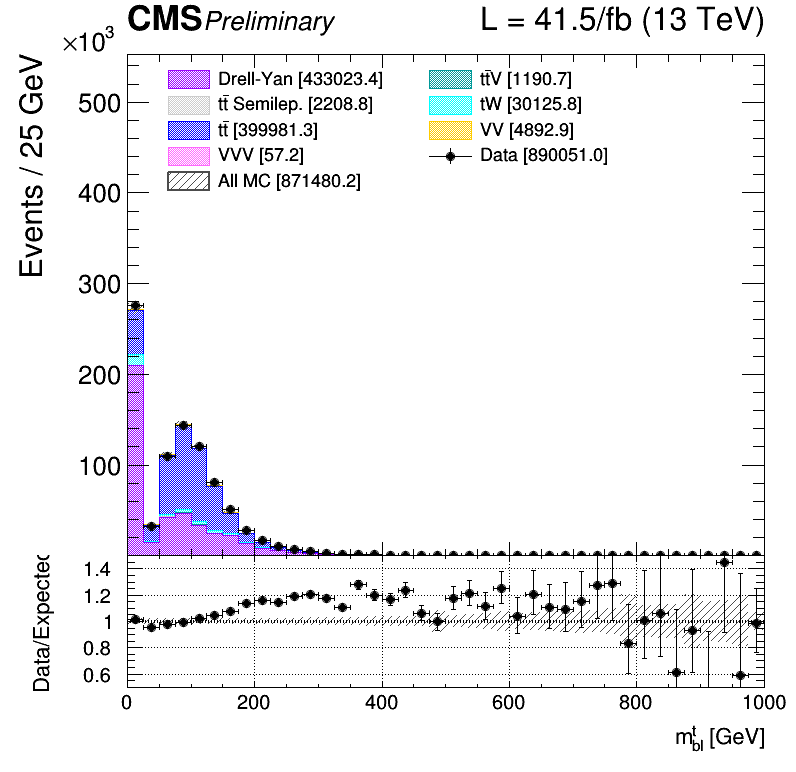 CMS Preliminary L = 41.5/fb (13 TeV)
×10³
Events / 25 GeV
500
400
300
200
100
Drell-Yan [433023.4]
tt̄ Semilep. [2208.8]
tt̄ [399981.3]
VVV [57.2]
All MC [871480.2]
tt̄V [1190.7]
tW [30125.8]
VV [4892.9]
Data [890051.0]
Data/Expected
1.4
1.2
1
0.8
0.6
0 200 400 600 800 1000
m^t_bl [GeV]